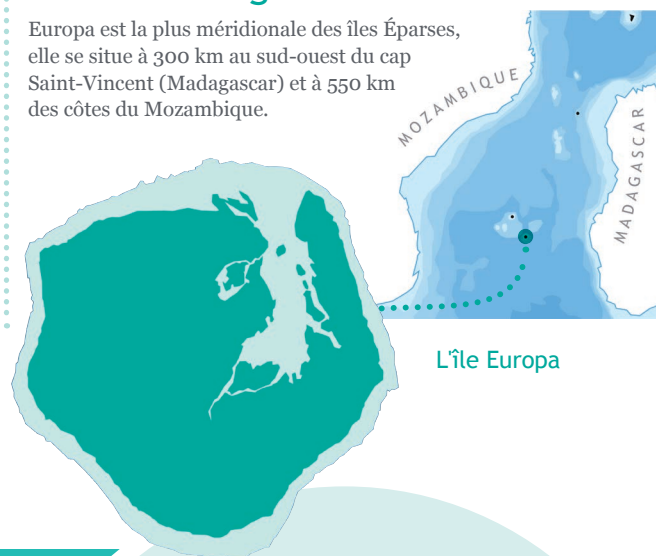 Europa est la plus méridionale des îles Éparses,
elle se situe à 300 km au sud-ouest du cap
Saint-Vincent (Madagascar) et à 550 km
des côtes du Mozambique.
MOZAMBIQUE
MADAGASCAR
L'île Europa